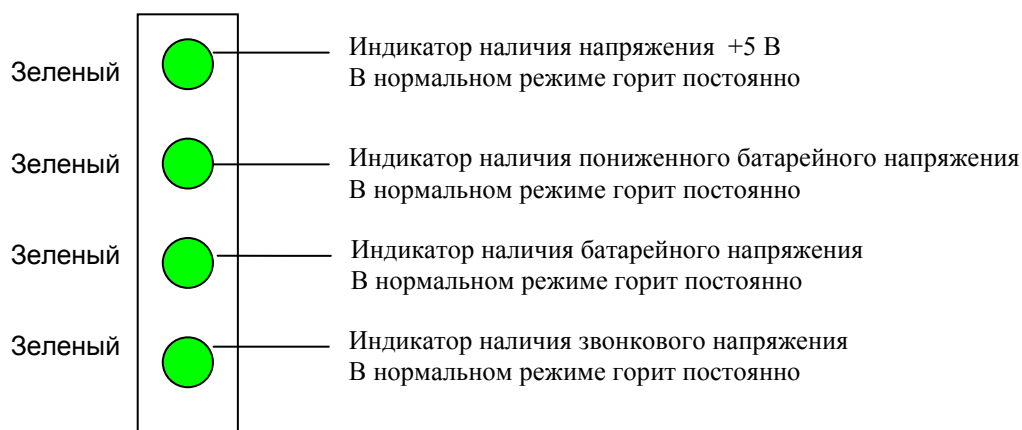 Зеленый
Индикатор наличия напряжения +5 В
В нормальном режиме горит постоянно
Зеленый
Индикатор наличия пониженного батарейного напряжения
В нормальном режиме горит постоянно
Зеленый
Индикатор наличия батарейного напряжения
В нормальном режиме горит постоянно
Зеленый
Индикатор наличия звонкового напряжения
В нормальном режиме горит постоянно